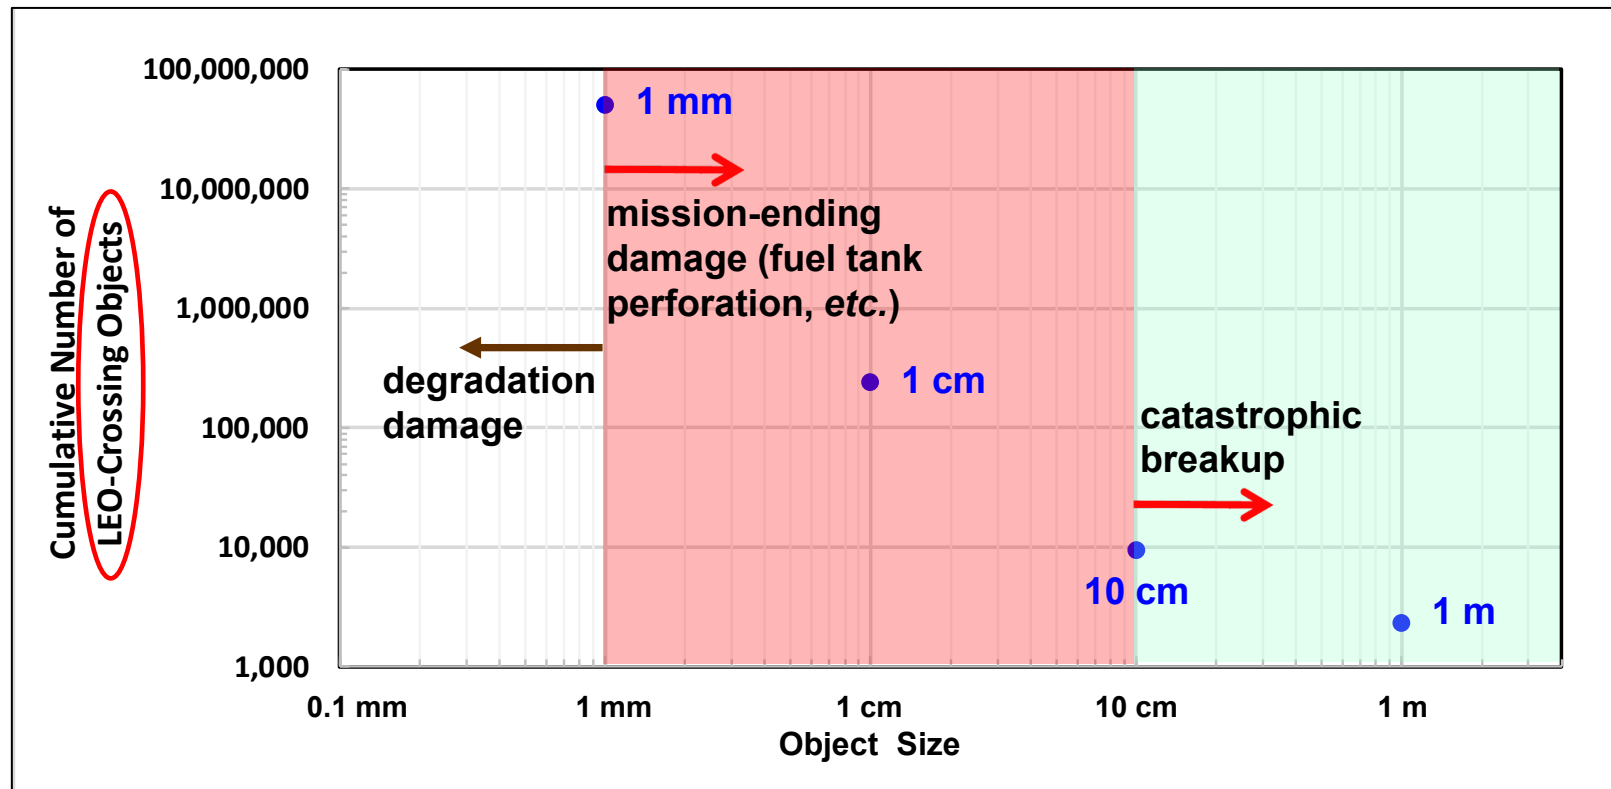 Cumulative Number of
LEO-Crossing Objects
100,000,000
10,000,000
1,000,000
100,000
10,000
1,000
1 mm
mission-ending
damage (fuel tank
perforation, etc.)
degradation
damage
1 cm
catastrophic
breakup
10 cm
1 m
0.1 mm
1 mm
1 cm
10 cm
1 m
Object Size